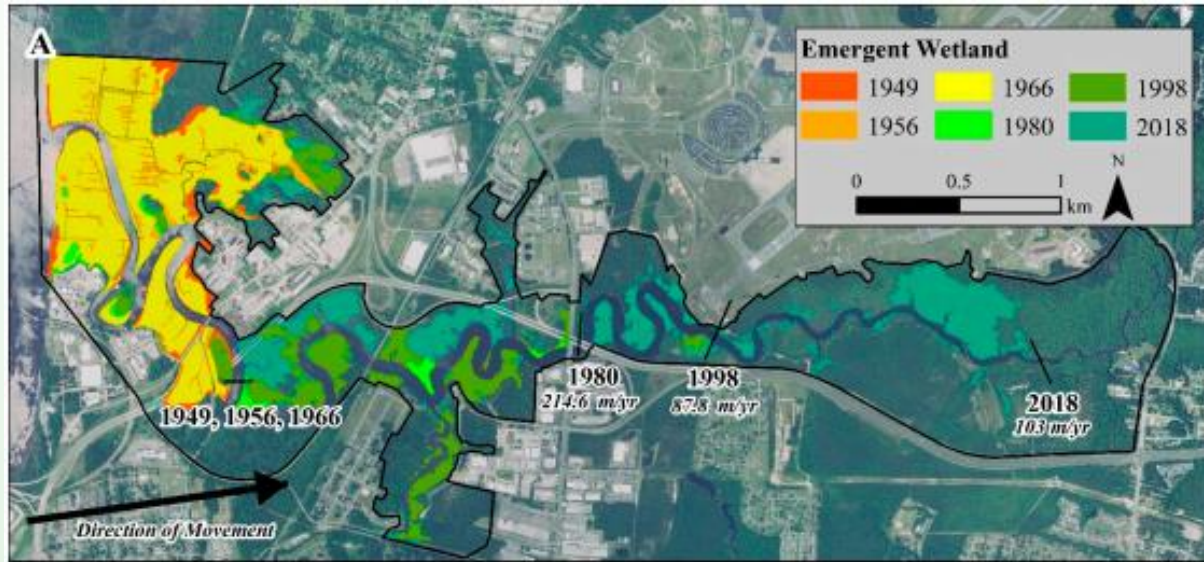 A
Emergent Wetland
1949 1966 1998
1956 1980 2018
N
0 0.5 1
km
1949, 1956, 1966
1980
214.6 m/yr
1998
87.8 m/yr
2018
103 m/yr
Direction of Movement